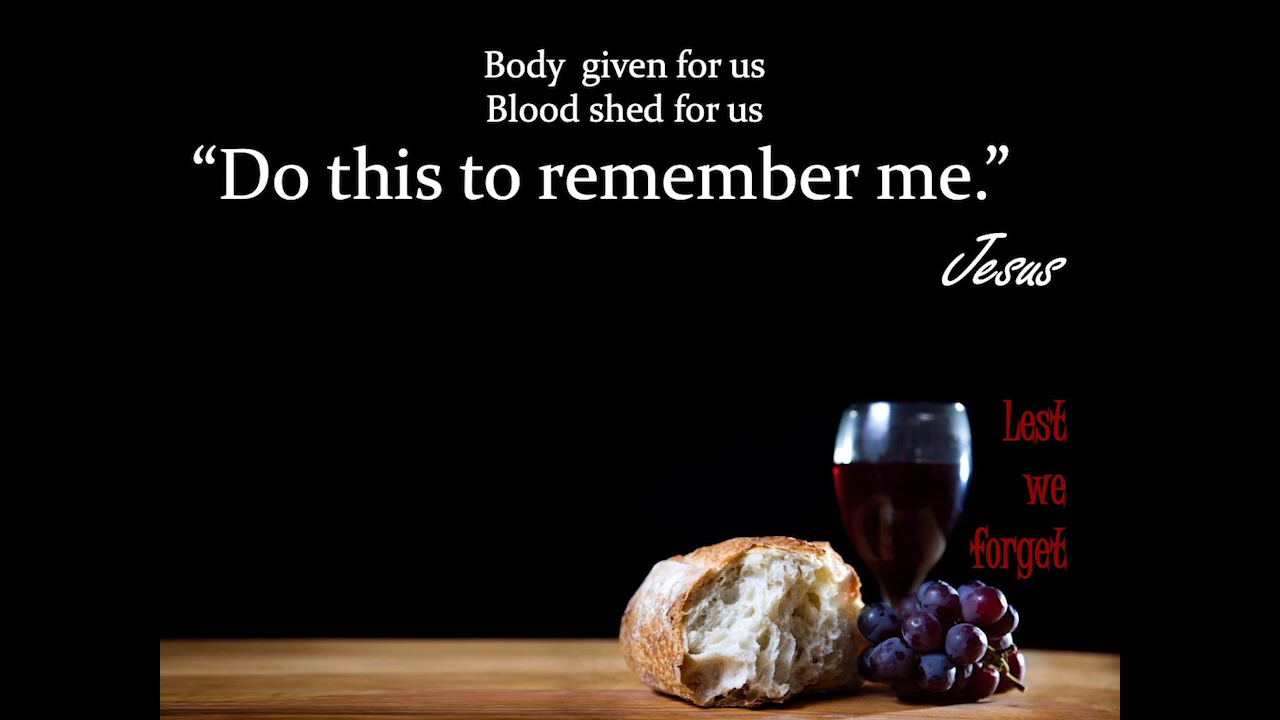 Body given for us
Blood shed for us
“Do this to remember me.”
Jesus
Lest
we
forget